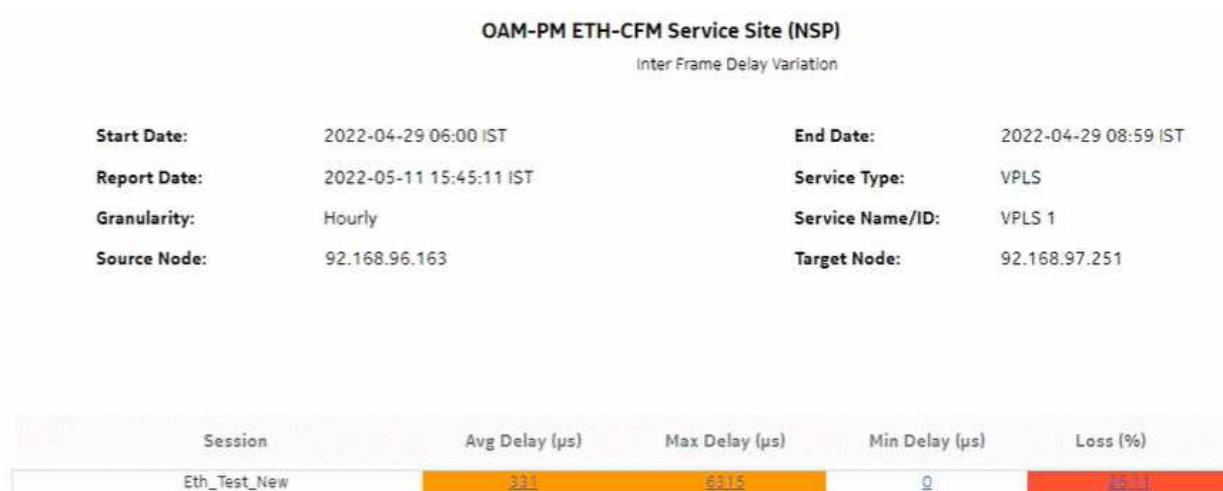 OAM-PM ETH-CFM Service Site (NSP)
Inter Frame Delay Variation
Start Date: 2022-04-29 06:00 IST End Date: 2022-04-29 08:59 IST
Report Date: 2022-05-11 15:45:11 IST Service Type: VPLS
Granularity: Hourly Service Name/ID: VPLS 1
Source Node: 92.168.96.163 Target Node: 92.168.97.251
Session Avg Delay (µs) Max Delay (µs) Min Delay (µs) Loss (%)
Eth_Test_New 331 6315 0